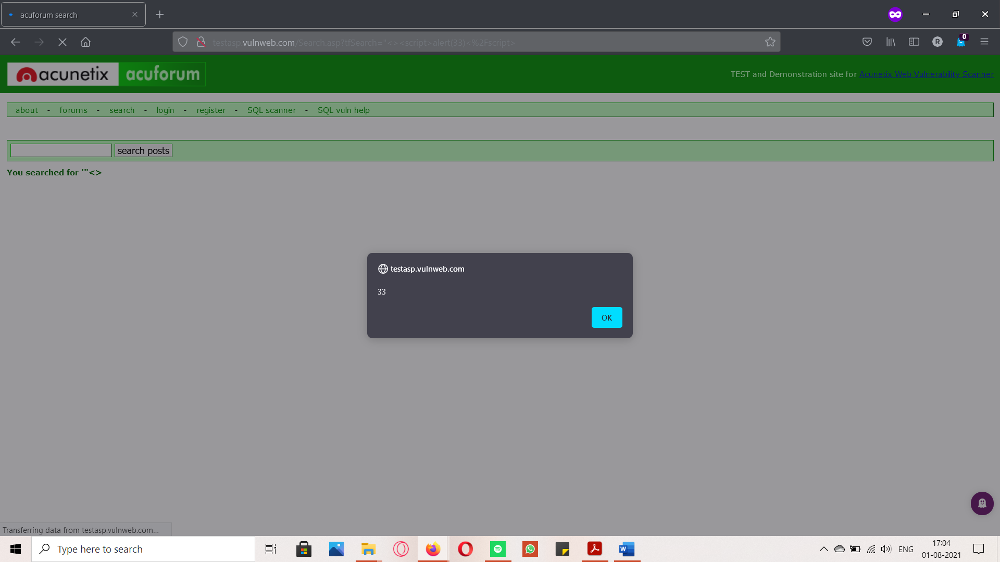 acuforum search
testasp.vulnweb.com/Search.asp?tfSearch="<><script>alert(33)<%2Fscript>
R
0
acunetix acuforum
TEST and Demonstration site for Acunetix Web Vulnerability Scanner
about - forums - search - login - register - SQL scanner - SQL vuln help
search posts
You searched for '"<>
testasp.vulnweb.com
33
OK
Transferring data from testasp.vulnweb.com...
Type here to search
W
ENG
17:04
01-08-2021